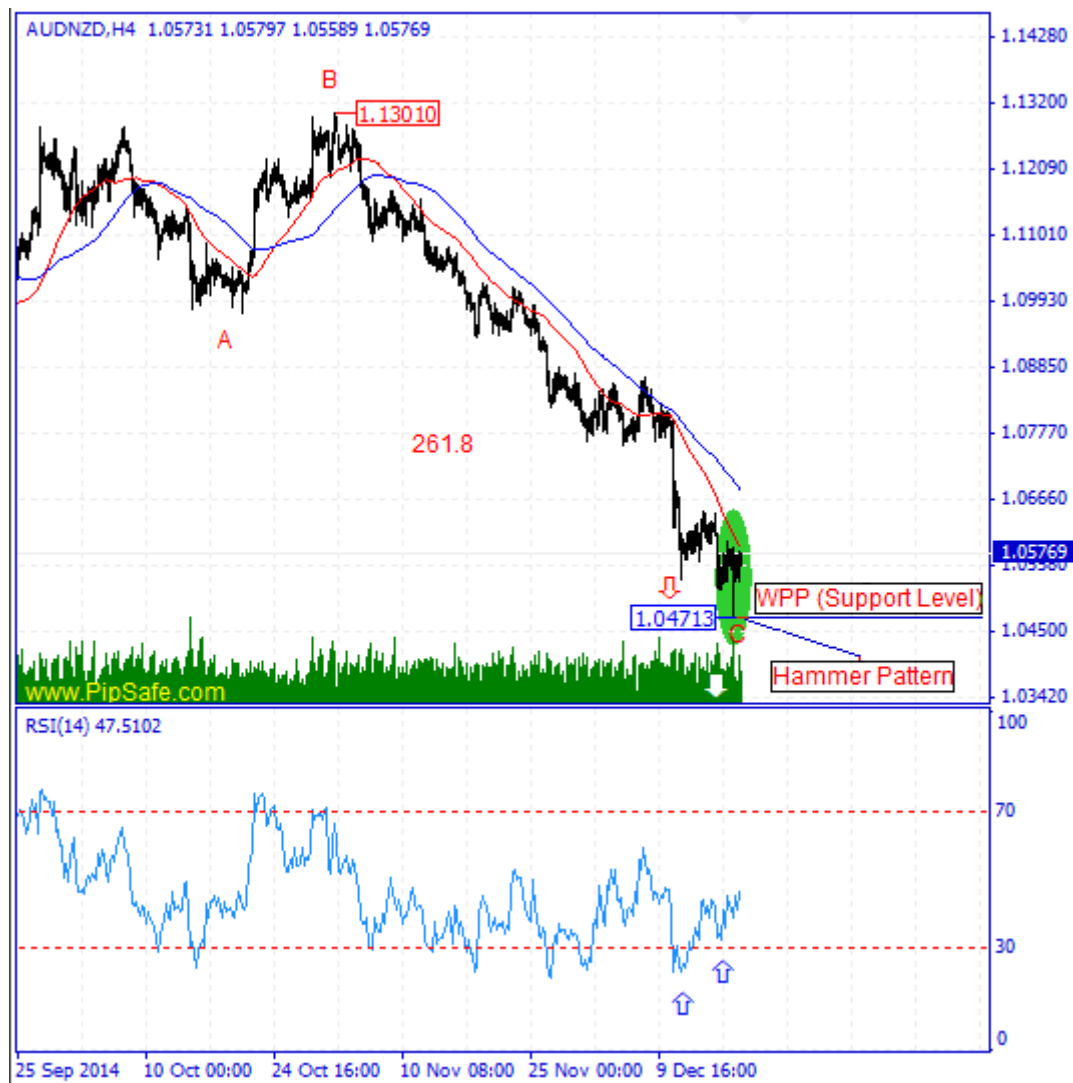 AUDNZD,H4 1.05731 1.05797 1.05589 1.05769
1.14280
B
1.13200
1.13010
1.12090
1.11010
1.09930
A
1.08850
261.8
1.07770
1.06660
1.05769
1.05580
WPP (Support Level)
1.04713
C
1.04500
Hammer Pattern
www.PipSafe.com
1.03420
RSI(14) 47.5102
100
70
30
0
25 Sep 2014 10 Oct 00:00 24 Oct 16:00 10 Nov 08:00 25 Nov 00:00 9 Dec 16:00